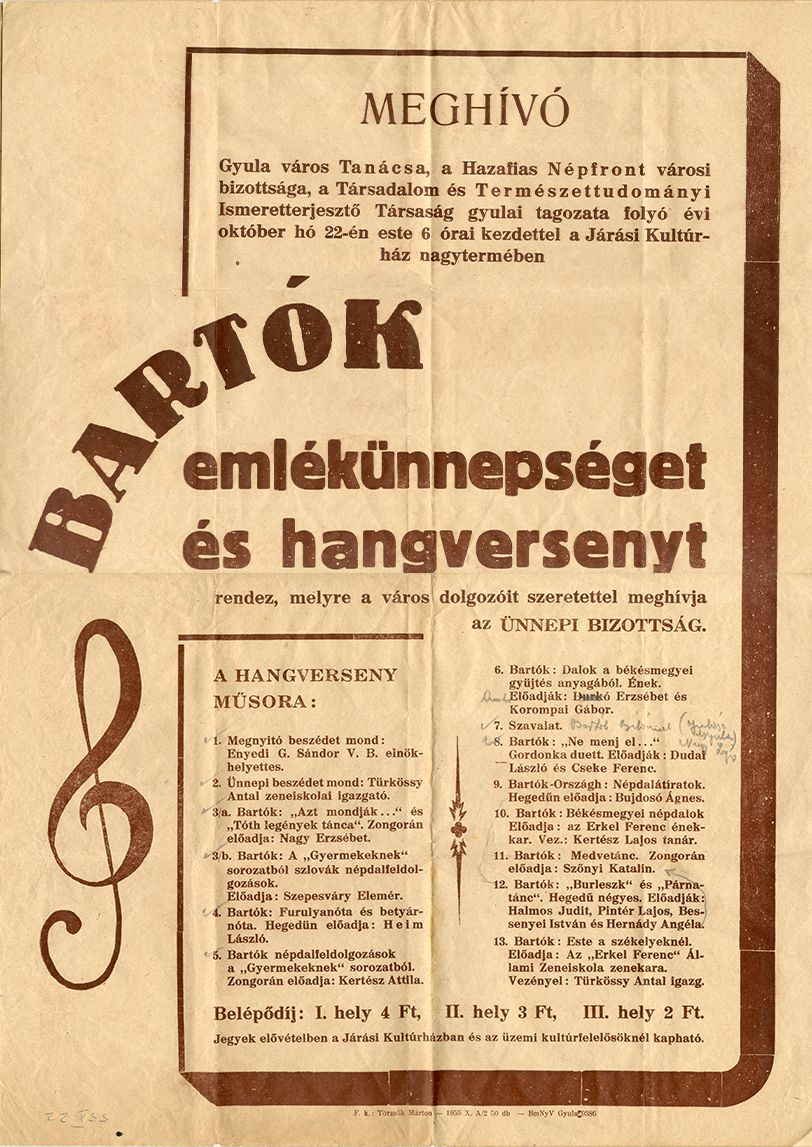 MEGHÍVÓ
Gyula város Tanácsa, a Hazafias Népfront városi
bizottsága, a Társadalom és Természettudományi
Ismeretterjesztő Társaság gyulai tagozata folyó évi
október hó 22-én este 6 órai kezdettel a Járási Kultúr-
ház nagytermében
BARTÓK
emlékünnepséget
és hangversenyt
rendez, melyre a város dolgozóit szeretettel meghívja
az ÜNNEPI BIZOTTSÁG.
A HANGVERSENY
MŰSORA:
1. Megnyitó beszédet mond:
Enyedi G. Sándor V. B. einök-
helyettes.
2. Ünnepi beszédet mond: Türkössy
Antal zeneiskolai igazgató.
3/a. Bartók: „Azt mondják..." és
„Tóth legények tánca". Zongorán
előadja: Nagy Erzsébet.
3/b. Bartók: A „Gyermekeknek"
sorozatból szlovák népdalfeldol-
gozások.
Előadja: Szepesváry Elemér.
4. Bartók: Furulyanóta és betyár-
nóta. Hegedün előadja: Heim
László.
5. Bartók népdalfeldolgozások
a „Gyermekeknek" sorozatból.
Zongorán előadja: Kertész Attila.
6. Bartók: Dalok a békésmegyei
gyüjtés anyagából. Ének.
Előadják: Durkó Erzsébet és
Korompai Gábor.
7. Szavalat.
8. Bartók: „Ne menj el..."
Gordonka duett. Előadják: Dudai
László és Cseke Ferenc.
9. Bartók-Országh: Népdalátiratok.
Hegedűn előadja: Bujdosó Ágnes.
10. Bartók: Békésmegyei népdalok
Előadja: az Erkel Ferenc ének-
kar. Vez.: Kertész Lajos tanár.
11. Bartók: Medvetánc. Zongorán
előadja: Szőnyi Katalin.
12. Bartók: „Burleszk" és „Párna-
tánc". Hegedű négyes. Előadják:
Halmos Judit, Pintér Lajos, Bes-
senyei István és Hernády Angéla.
13. Bartók: Este a székelyeknél.
Előadja: Az „Erkel Ferenc" Ál-
lami Zeneiskola zenekara.
Vezényel: Türkössy Antal igazg.
Belépődíj: I. hely 4 Ft, II. hely 3 Ft, III. hely 2 Ft.
Jegyek elővételben a Járási Kultúrházban és az üzemi kultúrfelelősöknél kapható.
F. k.: Törzsök Márton — 1955 X. A/2 50 db — BmNyV Gyula